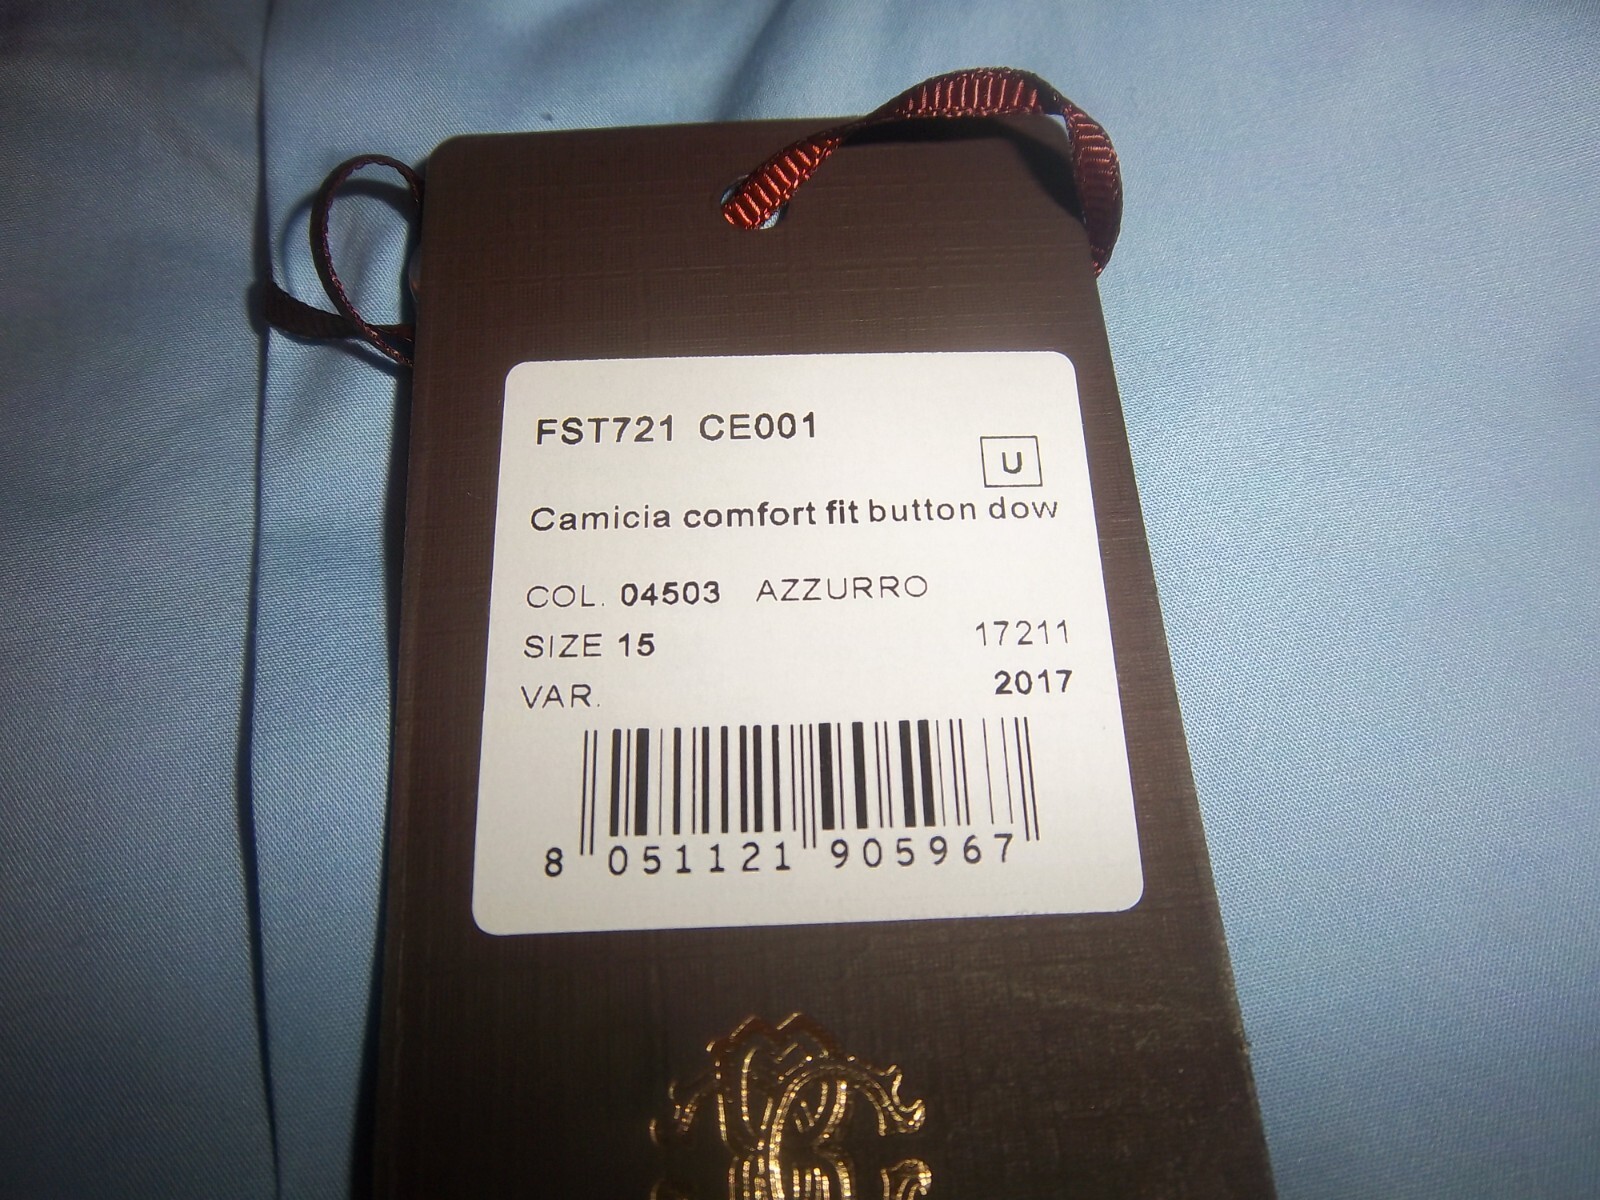 FST721 CE001
U
Camicia comfort fit button dow
COL. 04503 AZZURRO
SIZE 15 17211
VAR. 2017
8 051121 905967